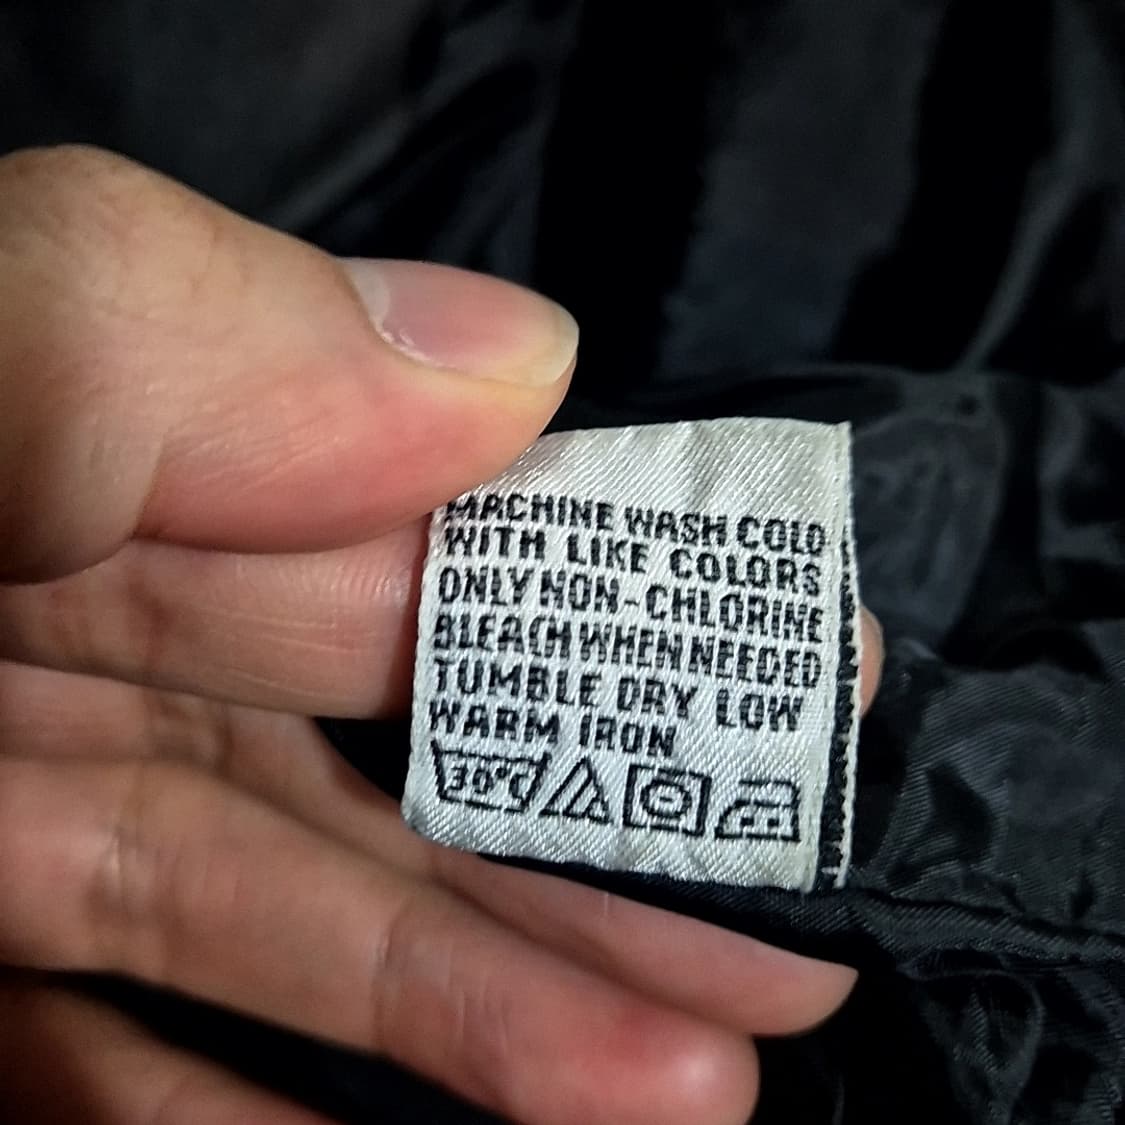 MACHINE WASH COLD
WITH LIKE COLORS
ONLY NON-CHLORINE
BLEACH WHEN NEEDED
TUMBLE DRY LOW
WARM IRON
30°C